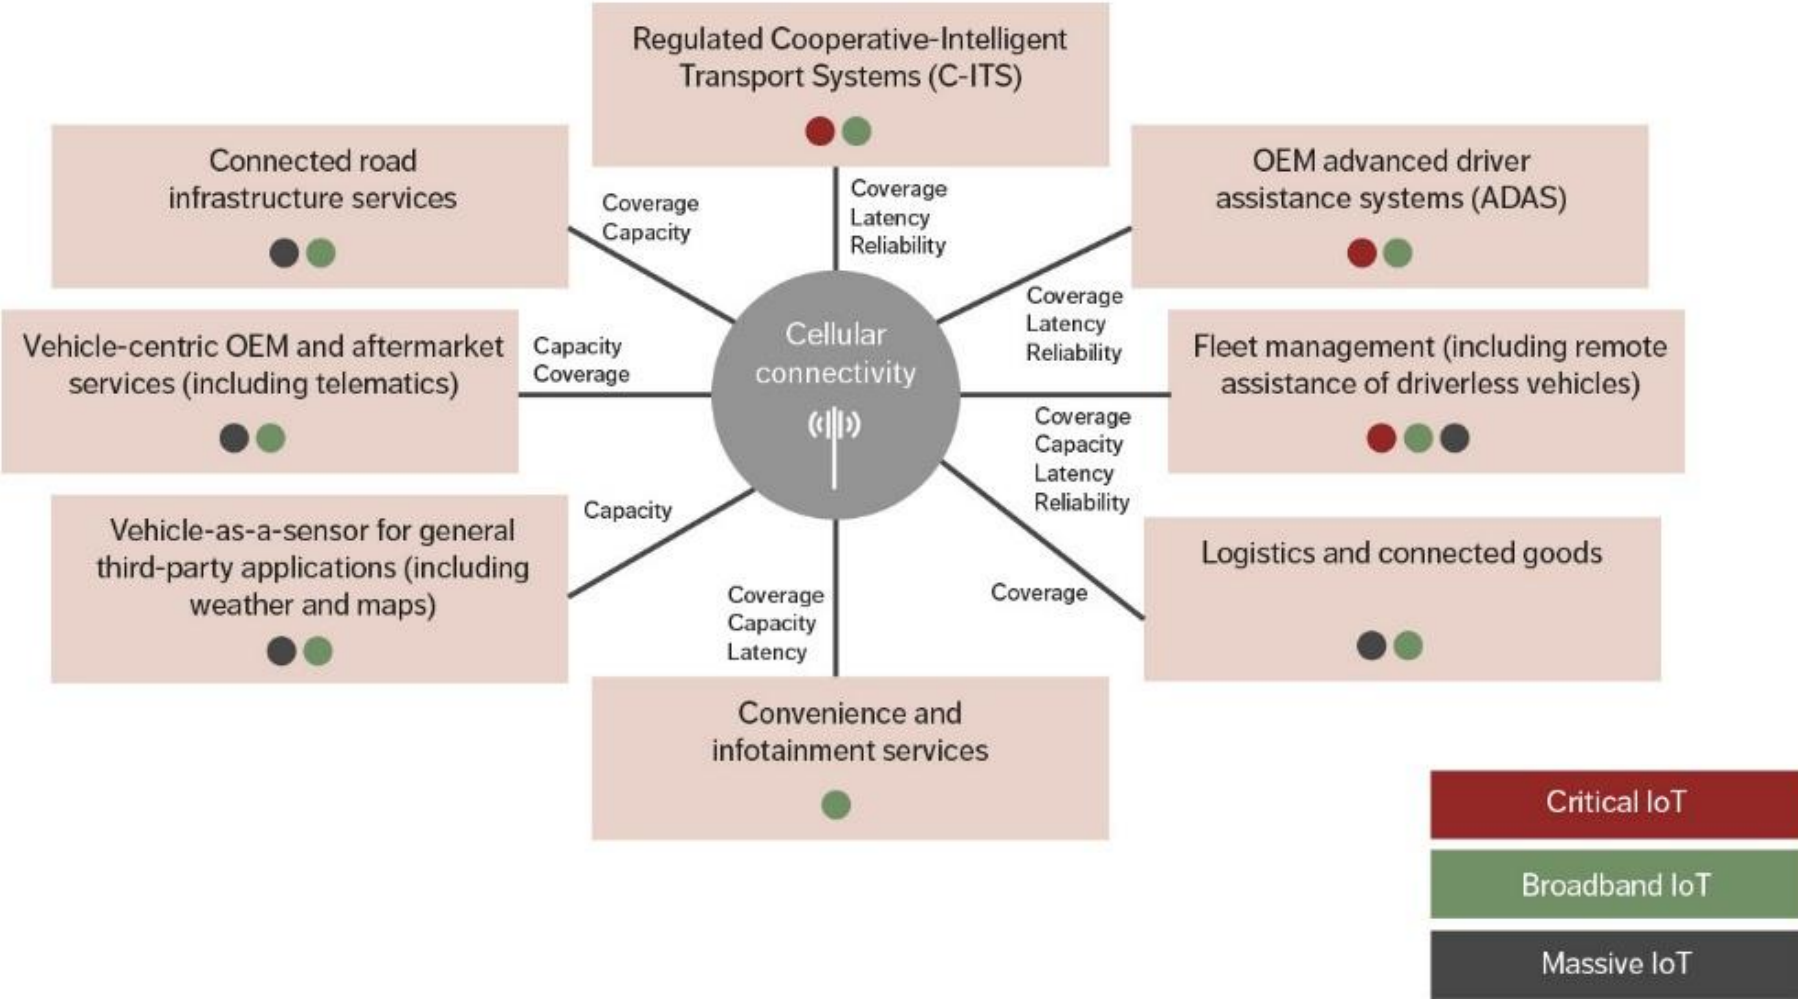 Regulated Cooperative-Intelligent
Transport Systems (C-ITS)
Connected road
infrastructure services
OEM advanced driver
assistance systems (ADAS)
Coverage
Capacity
Coverage
Latency
Reliability
Coverage
Latency
Reliability
Vehicle-centric OEM and aftermarket
services (including telematics)
Capacity
Coverage
Cellular
connectivity
Fleet management (including remote
assistance of driverless vehicles)
Coverage
Capacity
Latency
Reliability
Vehicle-as-a-sensor for general
third-party applications (including
weather and maps)
Capacity
Coverage
Capacity
Latency
Coverage
Logistics and connected goods
Convenience and
infotainment services
Critical IoT
Broadband IoT
Massive IoT